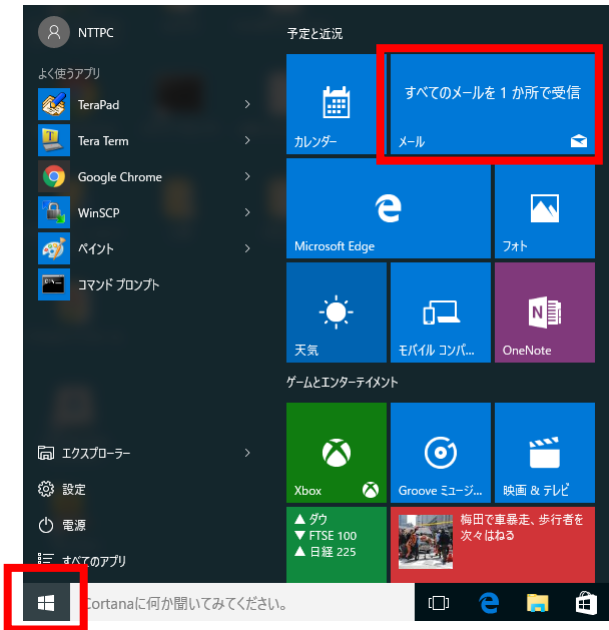 NTTPC
よく使うアプリ
TeraPad
Tera Term
Google Chrome
WinSCP
ペイント
コマンド プロンプト
エクスプローラー
設定
電源
すべてのアプリ
Cortanaに何か聞いてみてください。
予定と近況
カレンダー
すべてのメールを 1 か所で受信
メール
Microsoft Edge
フォト
天気
モバイル コンパ...
OneNote
ゲームとエンターテイメント
Xbox
Groove ミュージ...
映画 & テレビ
▲ ダウ
▼ FTSE 100
▲ 日経 225
梅田で車暴走、歩行者を
次々はねる